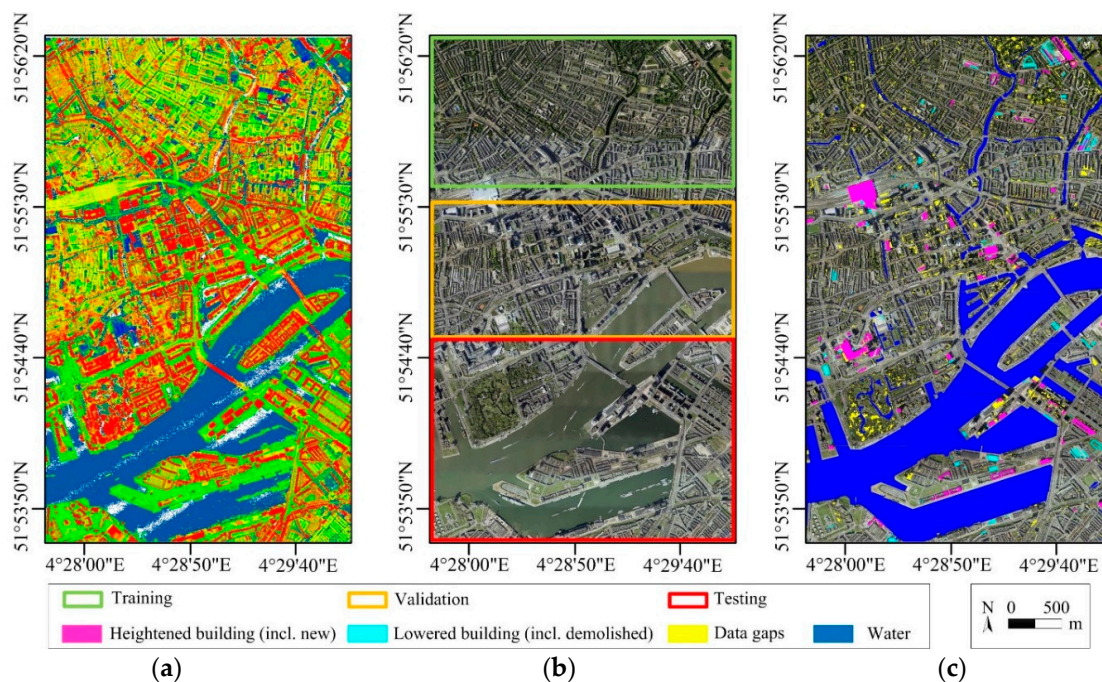 51°56'20"N
51°55'30"N
51°54'40"N
51°53'50"N
4°28'00"E 4°28'50"E 4°29'40"E
51°56'20"N
51°55'30"N
51°54'40"N
51°53'50"N
4°28'00"E 4°28'50"E 4°29'40"E
51°56'20"N
51°55'30"N
51°54'40"N
51°53'50"N
4°28'00"E 4°28'50"E 4°29'40"E
Training Validation Testing
Heightened building (incl. new) Lowered building (incl. demolished) Data gaps Water
N 0 500
m
(a) (b) (c)